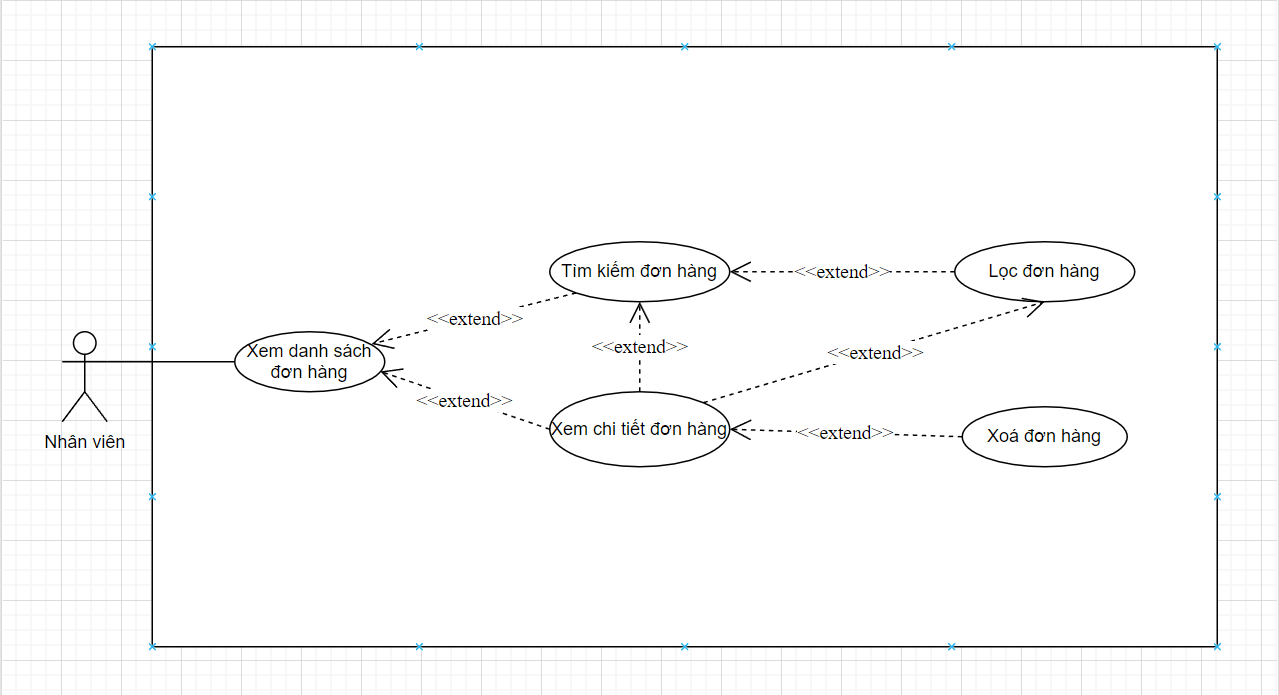 Tìm kiếm đơn hàng
<<extend>>
Lọc đơn hàng
<<extend>>
<<extend>>
<<extend>>
Xem danh sách
đơn hàng
<<extend>>
Xem chi tiết đơn hàng
<<extend>>
Xoá đơn hàng
Nhân viên